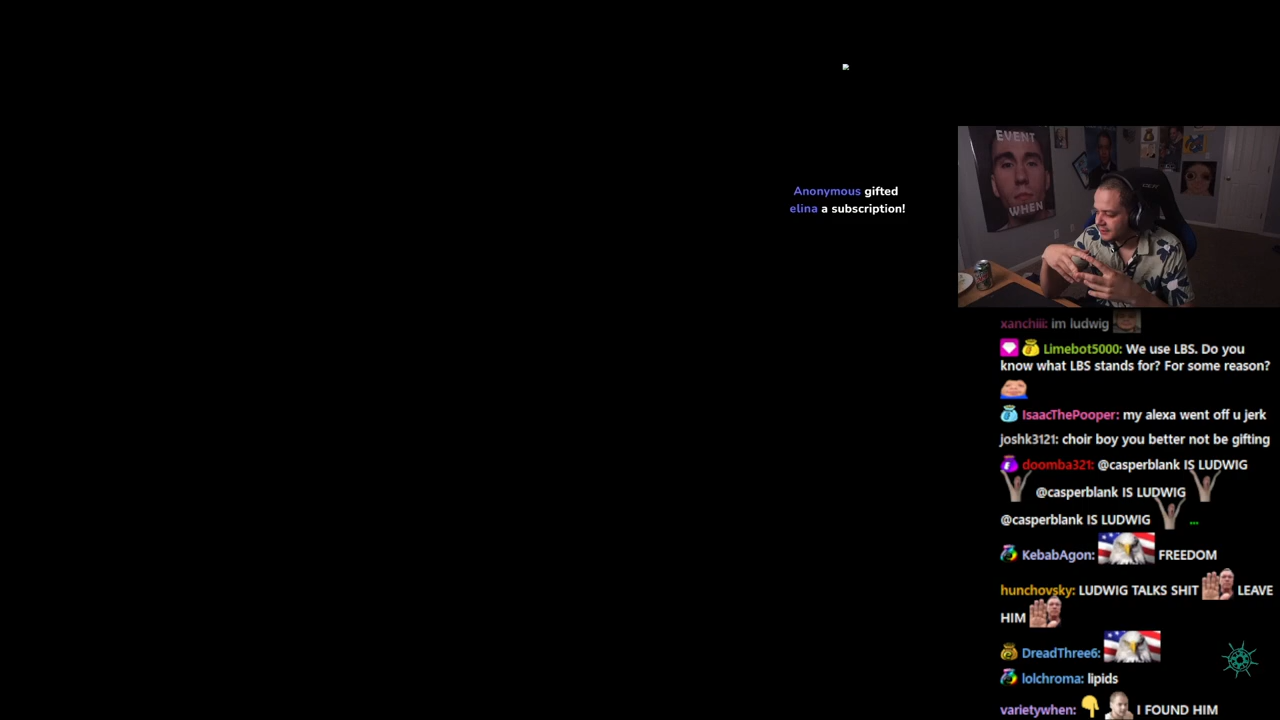 Anonymous gifted
elina a subscription!
EVENT
WHEN
xanchiii: im ludwig
Limebot5000: We use LBS. Do you
know what LBS stands for? For some reason?
IsaacThePooper: my alexa went off u jerk
joshk3121: choir boy you better not be gifting
doomba321: @casperblank IS LUDWIG
@casperblank IS LUDWIG
@casperblank IS LUDWIG ...
KebabAgon: FREEDOM
hunchovsky: LUDWIG TALKS SHIT LEAVE
HIM
DreadThree6:
lolchroma: lipids
varietywhen: I FOUND HIM